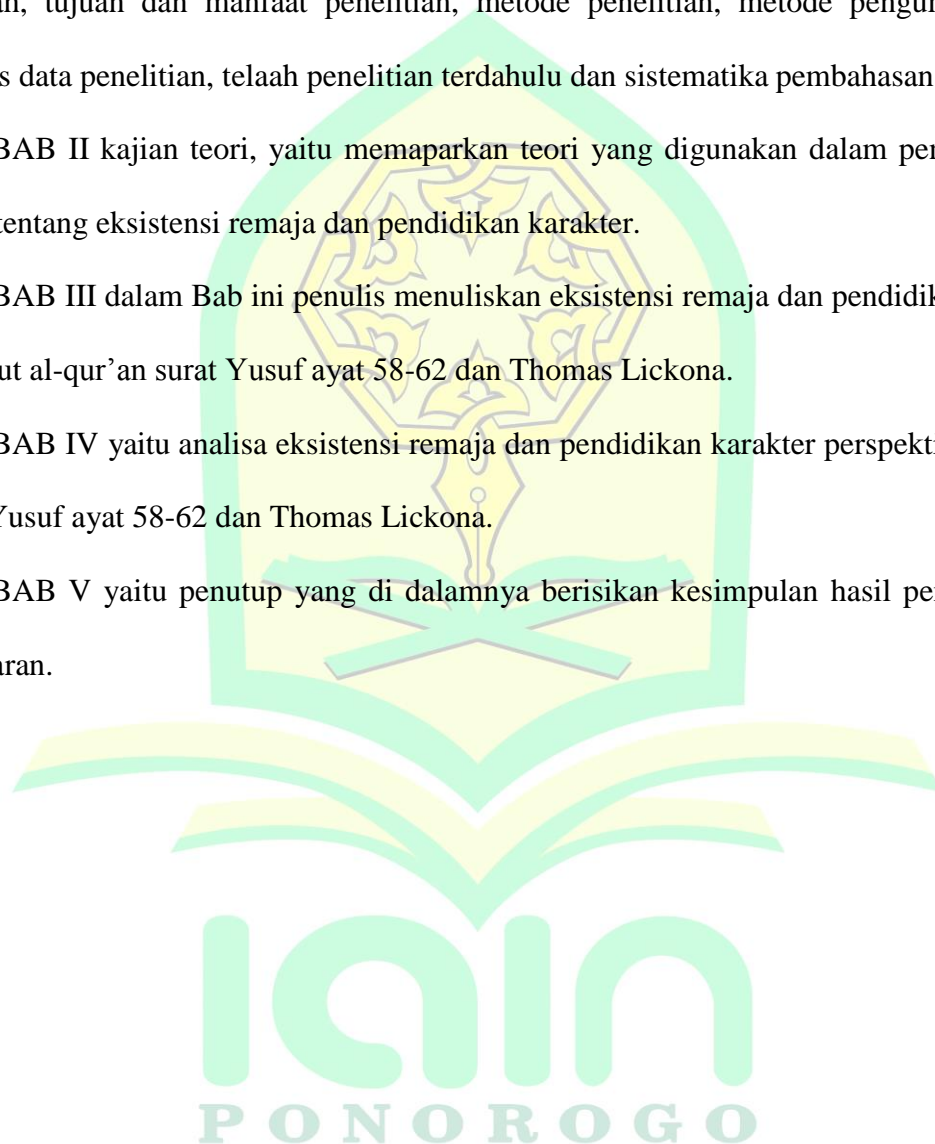 an, tujuan dan manfaat penelitian, metode penelitian, metode pengum
s data penelitian, telaah penelitian terdahulu dan sistematika pembahasan
BAB II kajian teori, yaitu memaparkan teori yang digunakan dalam pen
tentang eksistensi remaja dan pendidikan karakter.
BAB III dalam Bab ini penulis menuliskan eksistensi remaja dan pendidik
ut al-qur’an surat Yusuf ayat 58-62 dan Thomas Lickona.
BAB IV yaitu analisa eksistensi remaja dan pendidikan karakter perspekt
Yusuf ayat 58-62 dan Thomas Lickona.
BAB V yaitu penutup yang di dalamnya berisikan kesimpulan hasil pen
aran.
iain
PONOROGO